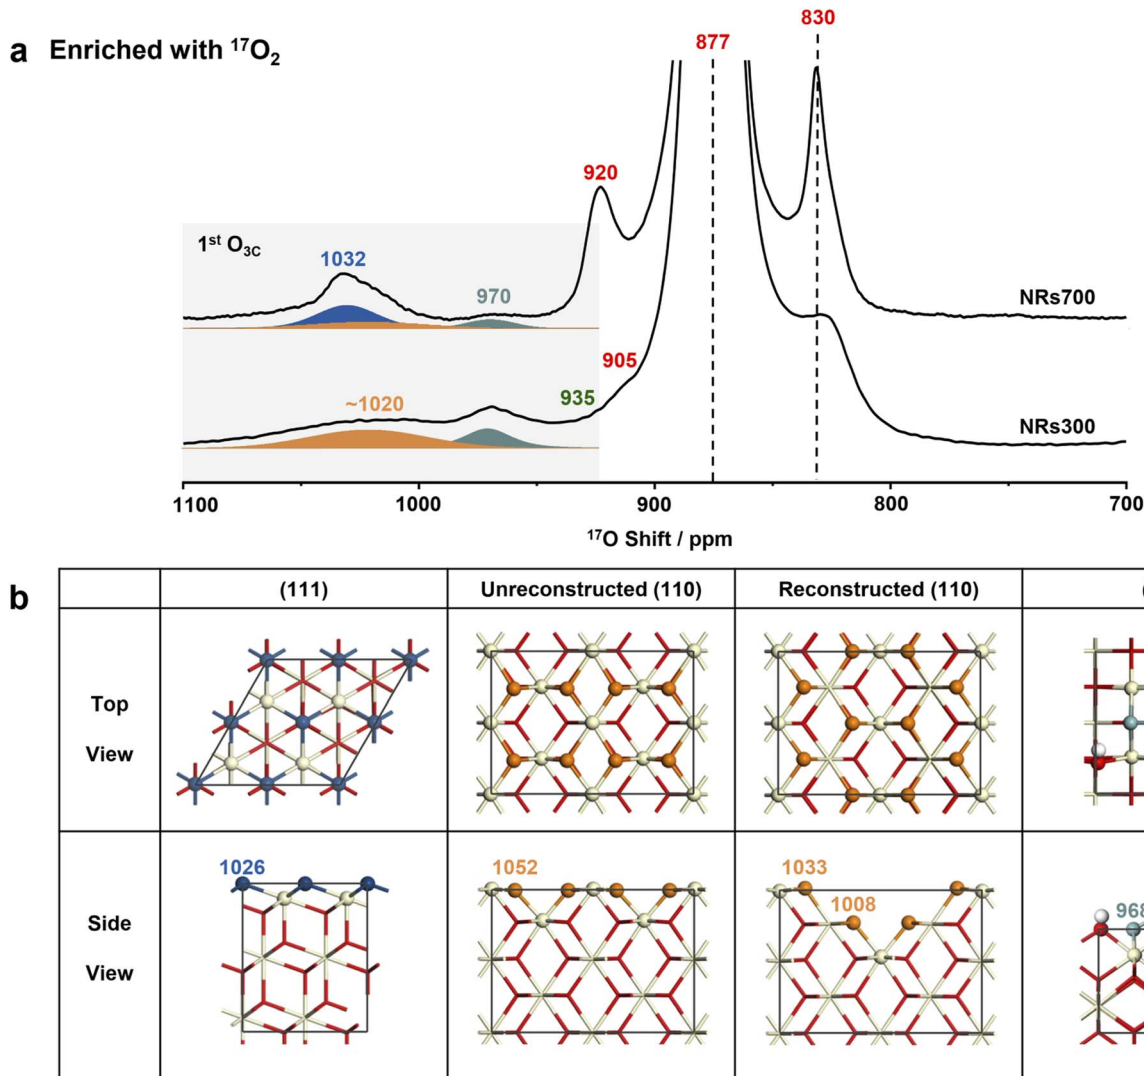 a Enriched with ¹⁷O₂
830
877
920
1ˢᵗ O₃C
1032
970
NRs700
905
935
~1020
NRs300
1100 1000 900 800 700
¹⁷O Shift / ppm
b
(111) Unreconstructed (110) Reconstructed (110) (
Top
View
1026 1052 1033
1008
968
Side
View